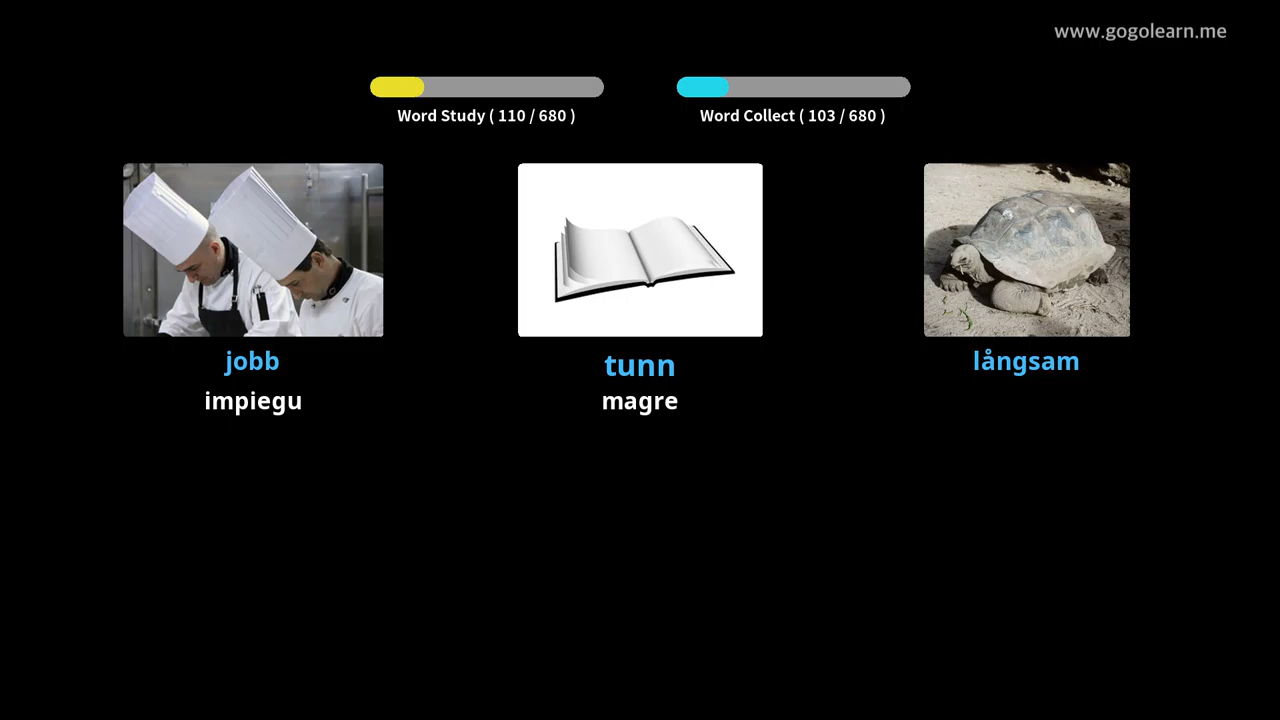 www.gogolearn.me
Word Study ( 110 / 680 )
Word Collect ( 103 / 680 )
jobb
tunn
långsam
impiegu
magre